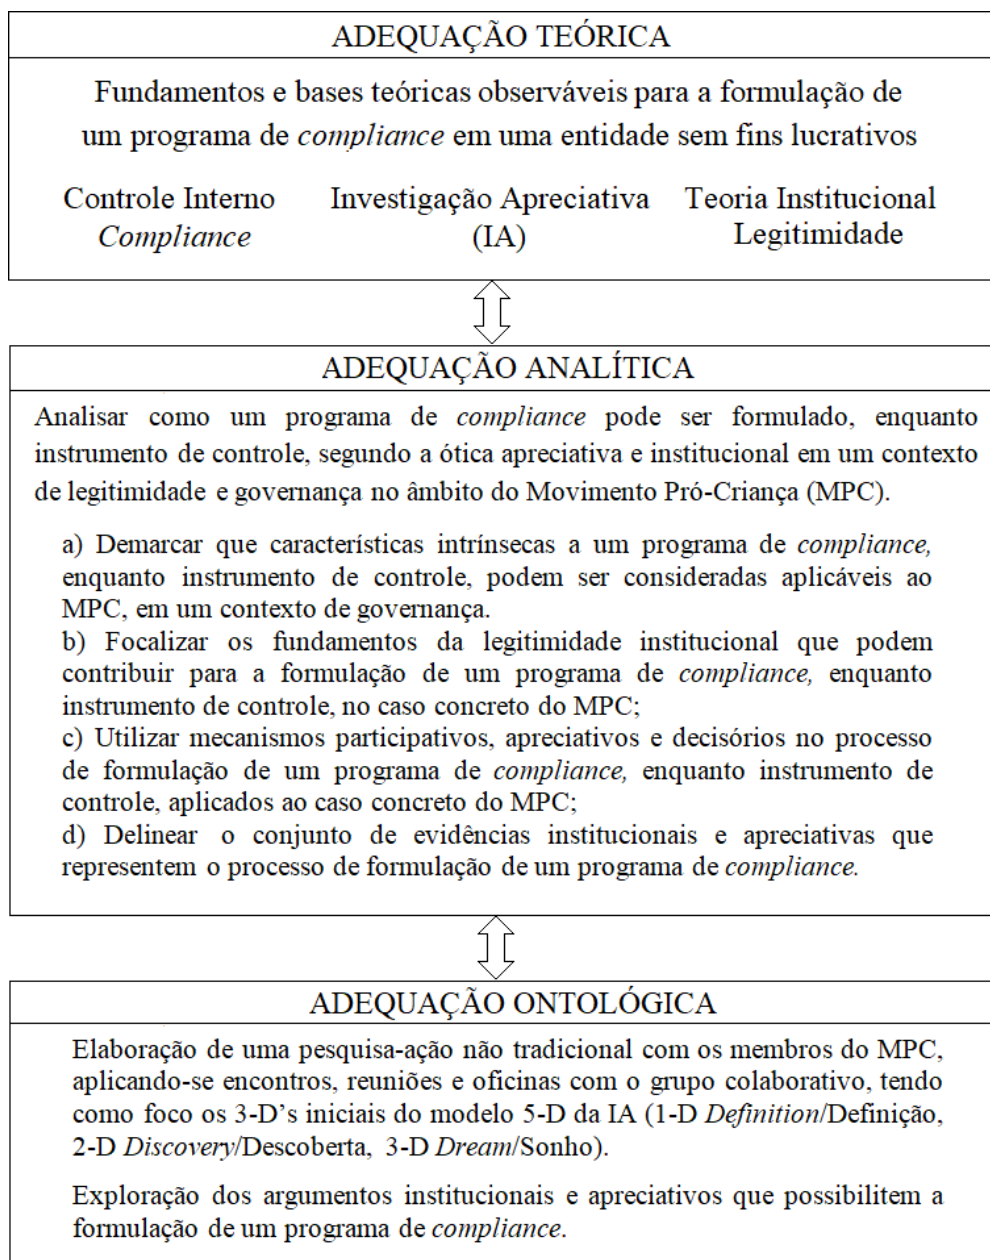 ADEQUAÇÃO TEÓRICA
Fundamentos e bases teóricas observáveis para a formulação de
um programa de compliance em uma entidade sem fins lucrativos
Controle Interno
Compliance
Investigação Apreciativa
(IA)
Teoria Institucional
Legitimidade
ADEQUAÇÃO ANALÍTICA
Analisar como um programa de compliance pode ser formulado, enquanto
instrumento de controle, segundo a ótica apreciativa e institucional em um contexto
de legitimidade e governança no âmbito do Movimento Pró-Criança (MPC).
a) Demarcar que características intrínsecas a um programa de compliance,
enquanto instrumento de controle, podem ser consideradas aplicáveis ao
MPC, em um contexto de governança.
b) Focalizar os fundamentos da legitimidade institucional que podem
contribuir para a formulação de um programa de compliance, enquanto
instrumento de controle, no caso concreto do MPC;
c) Utilizar mecanismos participativos, apreciativos e decisórios no processo
de formulação de um programa de compliance, enquanto instrumento de
controle, aplicados ao caso concreto do MPC;
d) Delinear o conjunto de evidências institucionais e apreciativas que
representem o processo de formulação de um programa de compliance.
ADEQUAÇÃO ONTOLÓGICA
Elaboração de uma pesquisa-ação não tradicional com os membros do MPC,
aplicando-se encontros, reuniões e oficinas com o grupo colaborativo, tendo
como foco os 3-D's iniciais do modelo 5-D da IA (1-D Definition/Definição,
2-D Discovery/Descoberta, 3-D Dream/Sonho).
Exploração dos argumentos institucionais e apreciativos que possibilitem a
formulação de um programa de compliance.